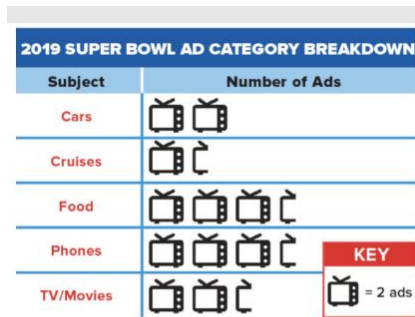 2019 SUPER BOWL AD CATEGORY BREAKDOWN
Subject Number of Ads
Cars
Cruises
Food
Phones
KEY
TV/Movies
= 2 ads